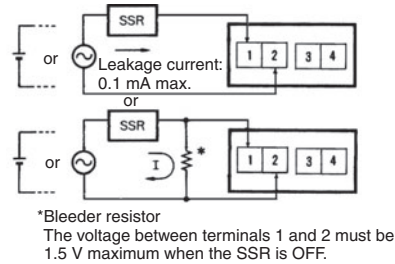 SSR
or
Leakage current:
0.1 mA max.
1 2 3 4
or
SSR
or
I
*
1 2 3 4
*Bleeder resistor
The voltage between terminals 1 and 2 must be
1.5 V maximum when the SSR is OFF.